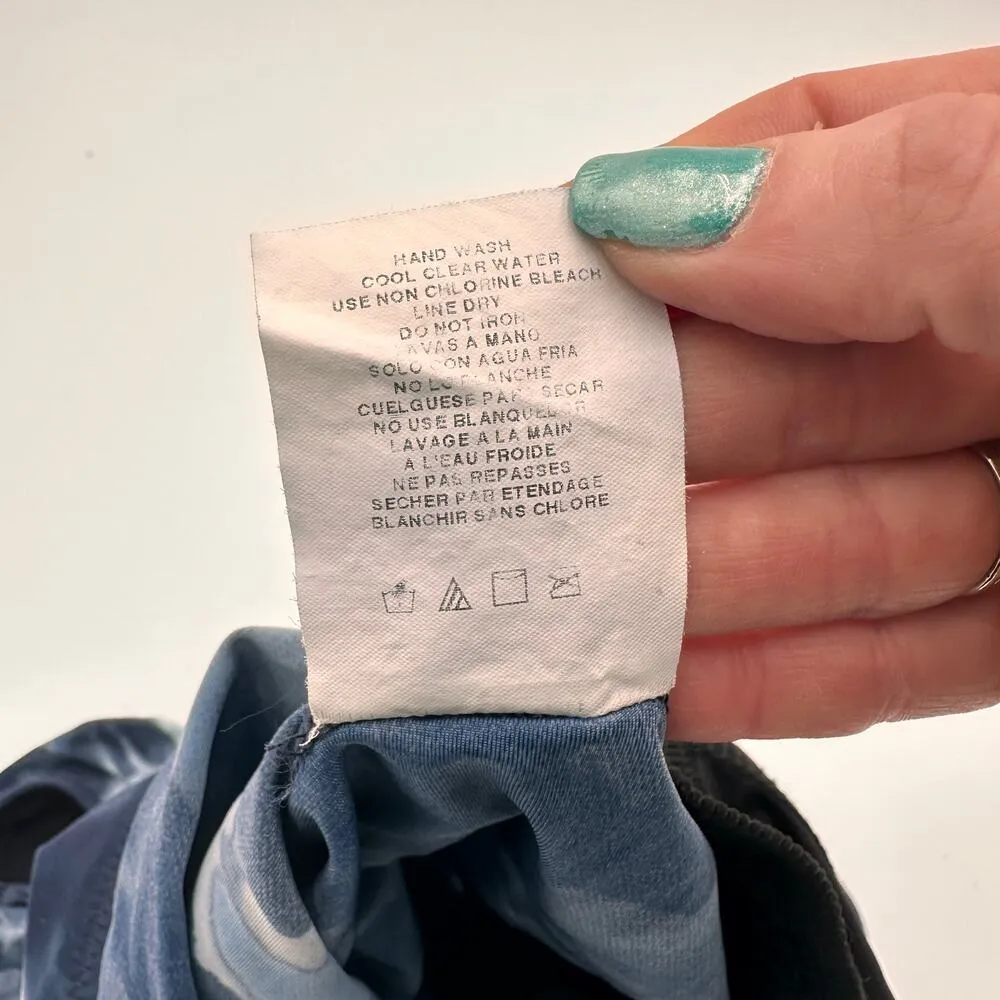 HAND WASH
COOL CLEAR WATER
USE NON CHLORINE BLEACH
LINE DRY
DO NOT IRON
A MANO
SOLO CON AGUA FRIA
NO LO PLANCHE
CUELGUESE PARA SECAR
NO USE
LAVAGE A LA MAIN
A L'EAU FROIDE
NE PAS REPASSES
SECHER PAR ETENDAGE
BLANCHIR SANS CHLORE